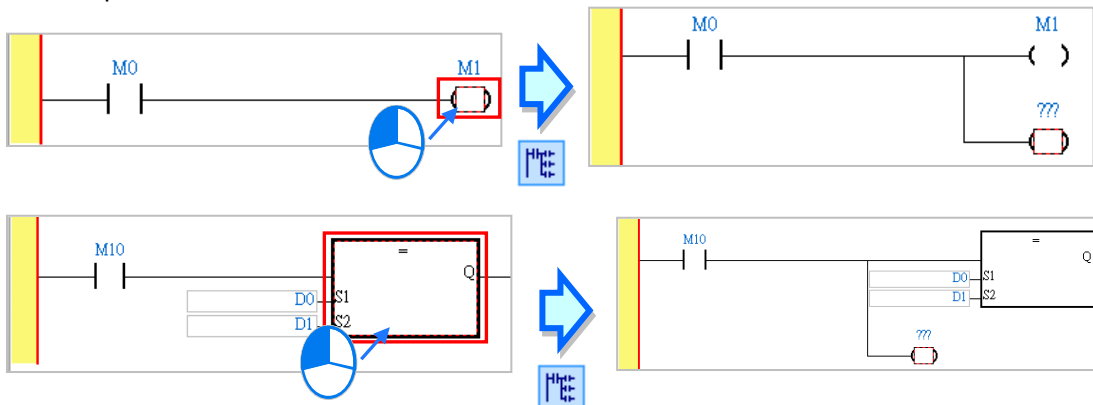 M0
M1
M0
M1
???
M10
=
Q
D0 S1
D1 S2
M10
=
Q
D0 S1
D1 S2
???